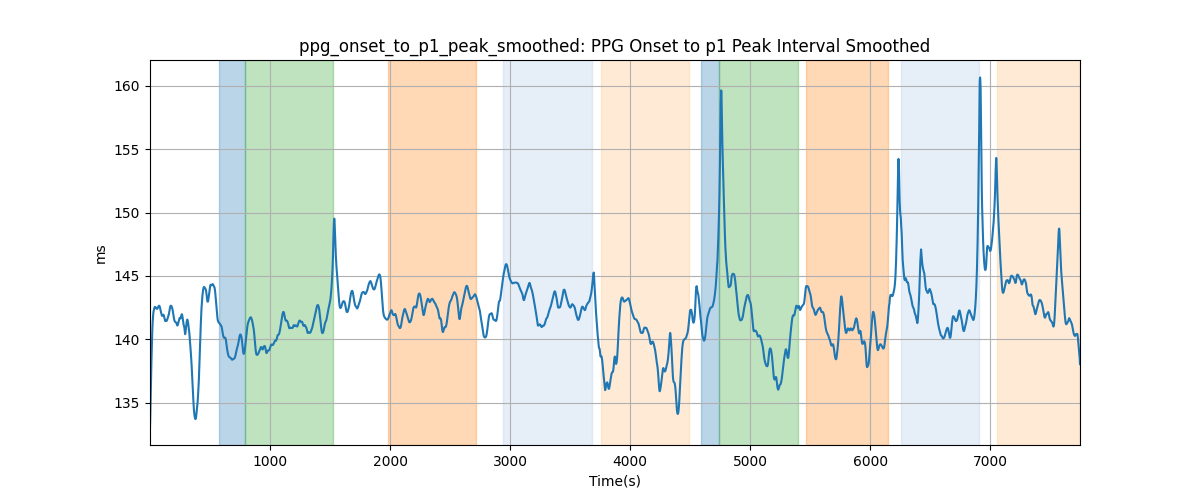 ppg_onset_to_p1_peak_smoothed: PPG Onset to p1 Peak Interval Smoothed
160
155
150
145
140
135
ms
1000 2000 3000 4000 5000 6000 7000
Time(s)